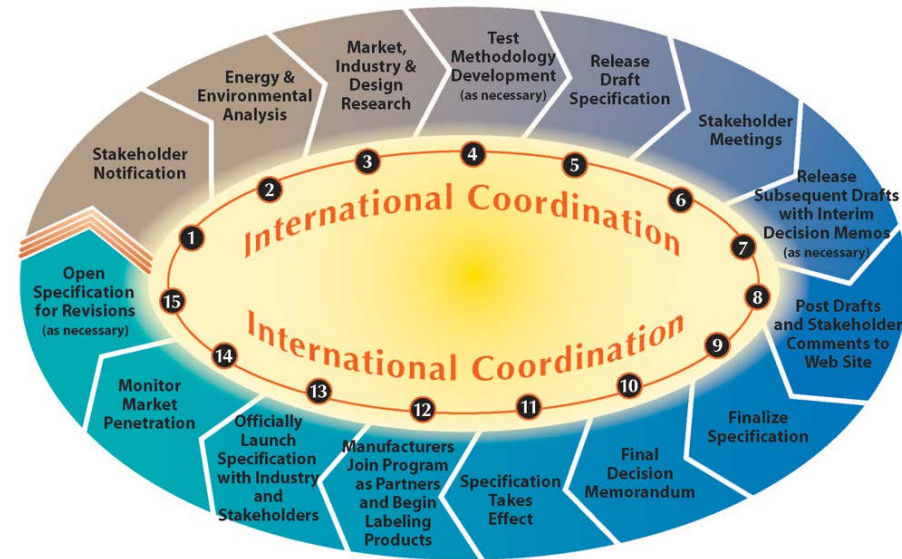 Stakeholder
Notification
Energy &
Environmental
Analysis
Market,
Industry &
Design
Research
Test
Methodology
Development
(as necessary)
Release
Draft
Specification
Stakeholder
Meetings
Release
Subsequent Drafts
with Interim
Decision Memos
(as necessary)
Post Drafts
and Stakeholder
Comments to
Web Site
Finalize
Specification
Final
Decision
Memorandum
Specification
Takes
Effect
Manufacturers
Join Program
as Partners
and Begin
Labeling
Products
Officially
Launch
Specification
with Industry
and
Stakeholders
Monitor
Market
Penetration
Open
Specification
for Revisions
(as necessary)
1
2
3
4
5
6
7
8
9
10
11
12
13
14
15
International Coordination
International Coordination